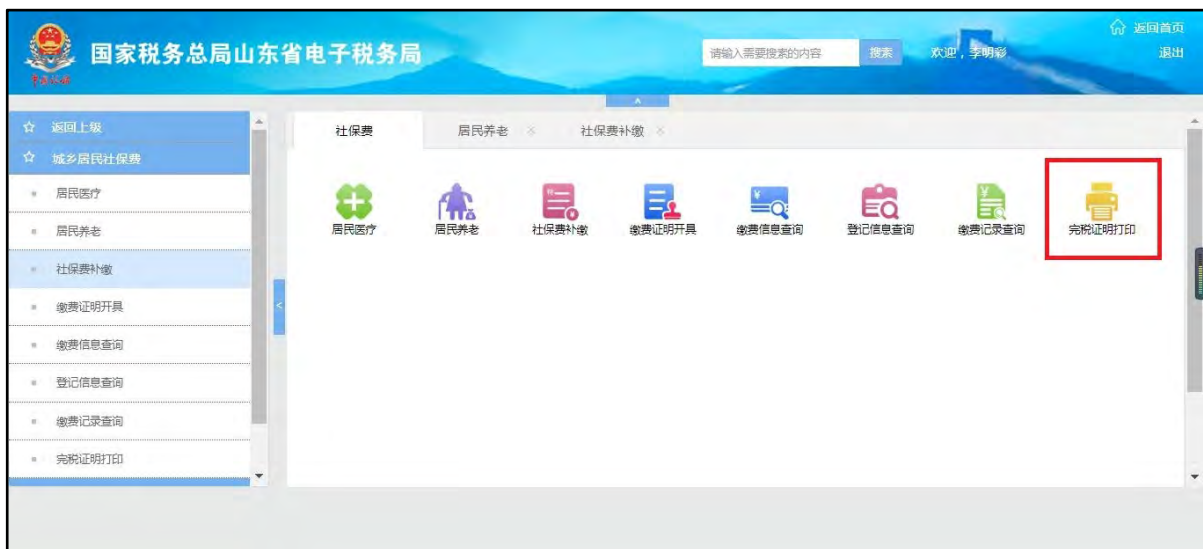 返回首页
国家税务总局山东省电子税务局
请输入需要搜索的内容
搜索
欢迎，李明彩
退出
中国税务
返回上级
城乡居民社保费
居民医疗
居民养老
社保费补缴
缴费证明开具
缴费信息查询
登记信息查询
缴费记录查询
完税证明打印
社保费
居民养老
社保费补缴
居民医疗
居民养老
社保费补缴
缴费证明开具
缴费信息查询
登记信息查询
缴费记录查询
完税证明打印